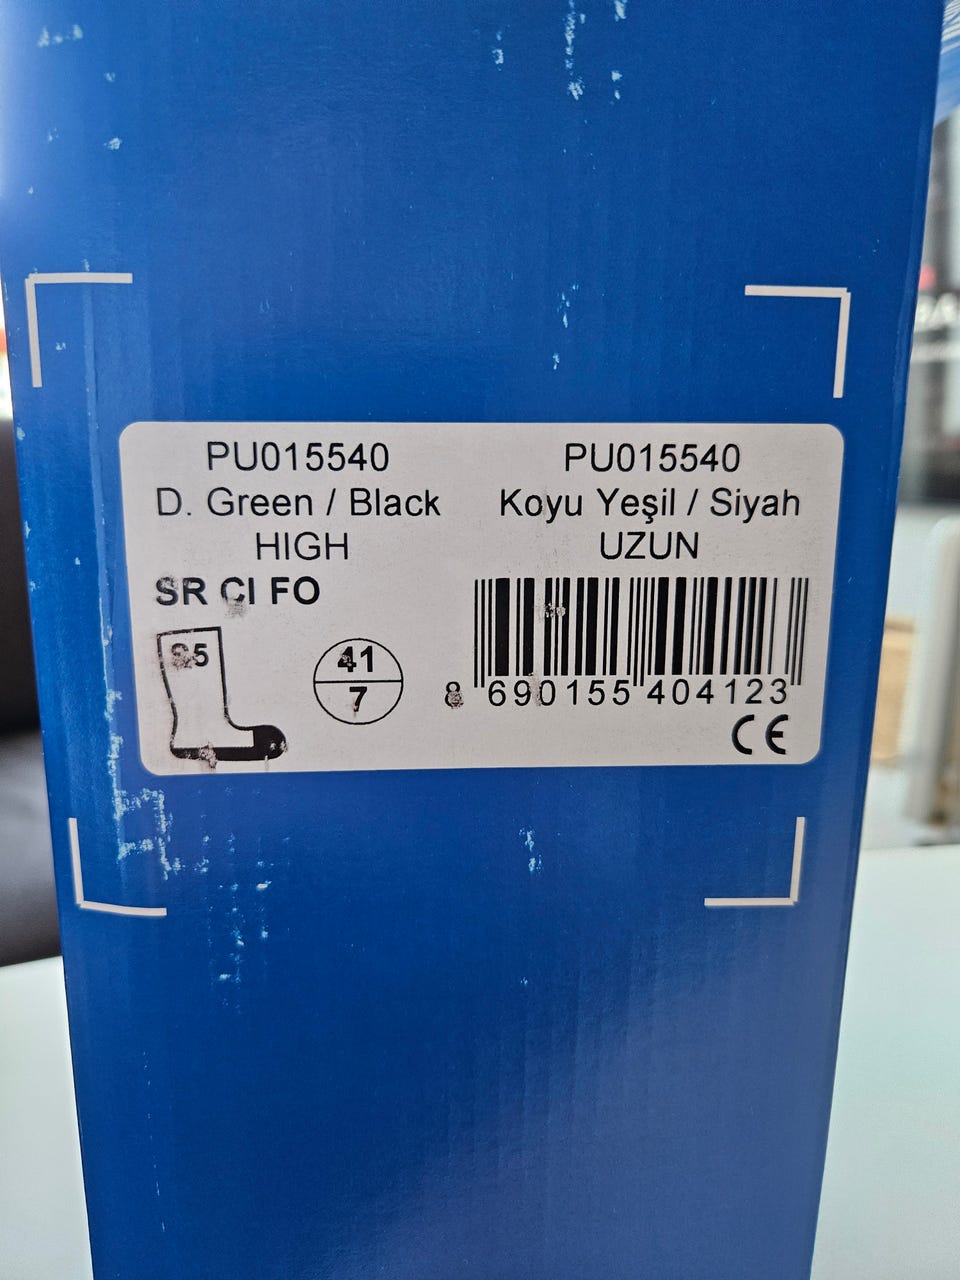 PU015540
D. Green / Black
HIGH
SR CI FO
41
7
PU015540
Koyu Yeşil / Siyah
UZUN
8 690155 404123
CE